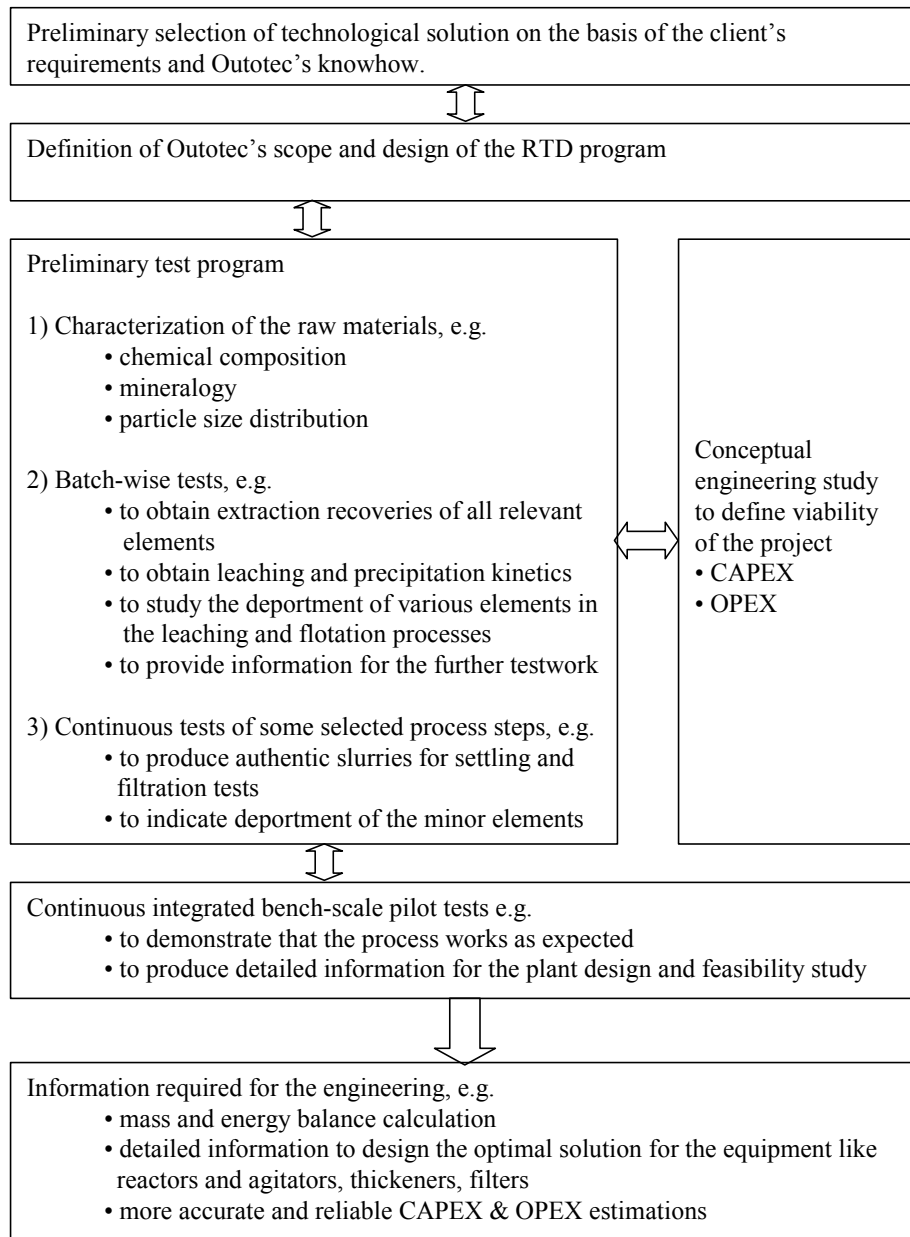 Preliminary selection of technological solution on the basis of the client’s
requirements and Outotec’s knowhow.
Definition of Outotec’s scope and design of the RTD program
Preliminary test program
1) Characterization of the raw materials, e.g.
• chemical composition
• mineralogy
• particle size distribution
2) Batch-wise tests, e.g.
• to obtain extraction recoveries of all relevant
elements
• to obtain leaching and precipitation kinetics
• to study the department of various elements in
the leaching and flotation processes
• to provide information for the further testwork
3) Continuous tests of some selected process steps, e.g.
• to produce authentic slurries for settling and
filtration tests
• to indicate deportment of the minor elements
Conceptual
engineering study
to define viability
of the project
• CAPEX
• OPEX
Continuous integrated bench-scale pilot tests e.g.
• to demonstrate that the process works as expected
• to produce detailed information for the plant design and feasibility study
Information required for the engineering, e.g.
• mass and energy balance calculation
• detailed information to design the optimal solution for the equipment like
reactors and agitators, thickeners, filters
• more accurate and reliable CAPEX & OPEX estimations